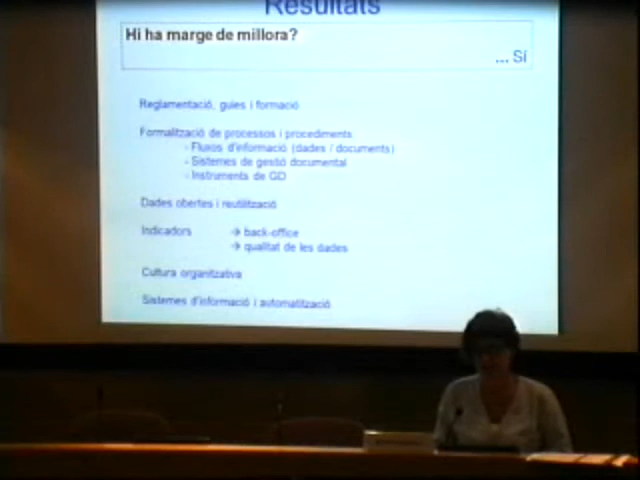 Resultats
Hi ha marge de millora?
... Sí
Reglamentació, guies i formació
Formalització de processos i procediments
- Fluxos d'informació (dades / documents)
- Sistemes de gestió documental
- Instruments de GD
Dades obertes i reutilització
Indicadors → back-office
→ qualitat de les dades
Cultura organitzativa
Sistemes d'informació i automatització